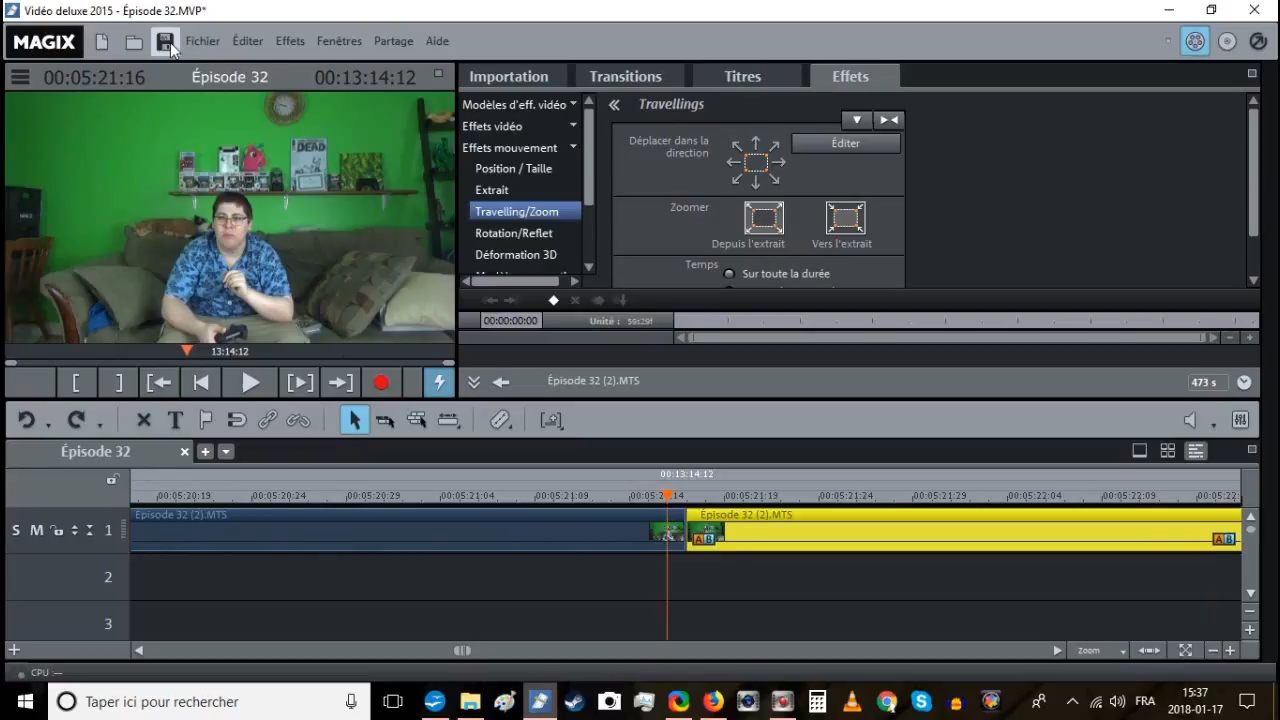 Vidéo deluxe 2015 - Épisode 32.MVP*
MAGIX
Fichier Éditer Effets Fenêtres Partage Aide
00:05:21:16 Épisode 32 00:13:14:12
Importation Transitions Titres Effets
Modèles d'eff. vidéo
Effets vidéo
Effets mouvement
Position / Taille
Extrait
Travelling/Zoom
Rotation/Reflet
Déformation 3D
Travellings
Déplacer dans la direction
Éditer
Zoomer
Depuis l'extrait Vers l'extrait
Temps
Sur toute la durée
DEAD
13:14:12
00:00:00:00 Unité : 59s29f
Épisode 32 (2).MTS
473 s
Épisode 32
00:13:14:12
00:05:20:19 00:05:20:24 00:05:20:29 00:05:21:04 00:05:21:09 00:05:21:14 00:05:21:19 00:05:21:24 00:05:21:29 00:05:22:04 00:05:22:09 00:05:22:
Épisode 32 (2).MTS Épisode 32 (2).MTS
S M 1
A B A B
2
3
Zoom
CPU: —
Taper ici pour rechercher
FRA
15:37
2018-01-17